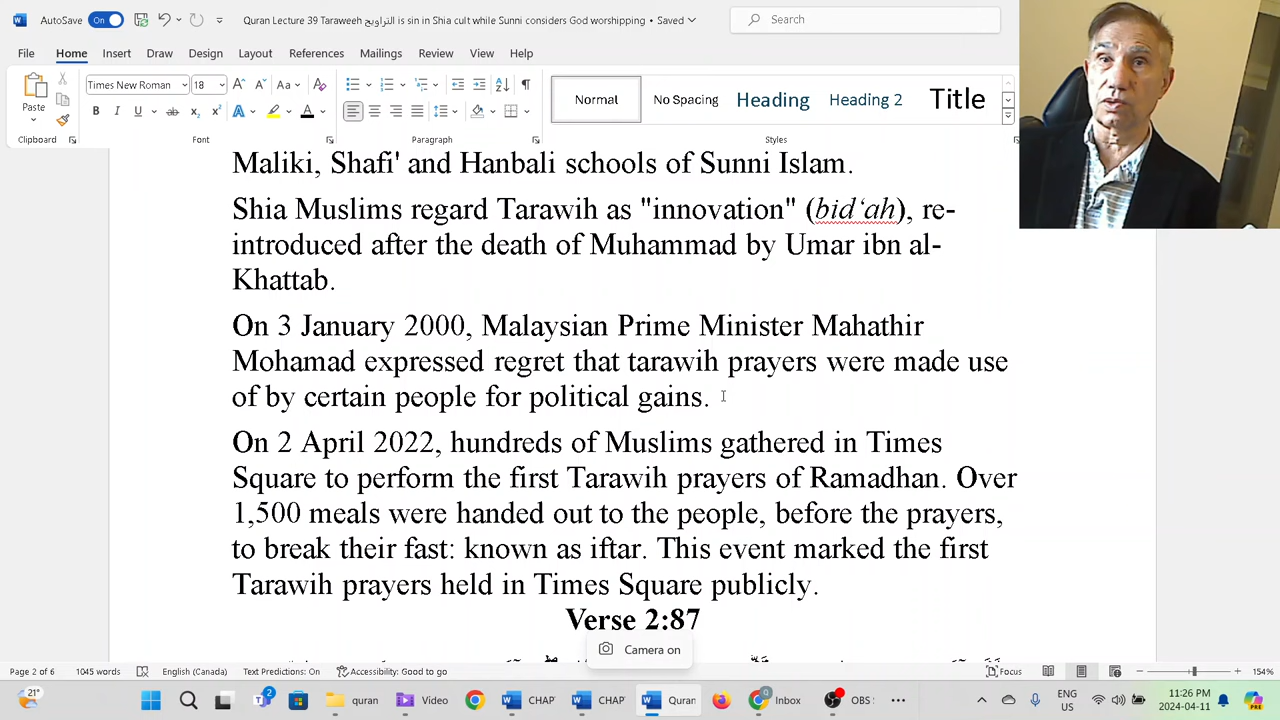 AutoSave On Quran Lecture 39 Taraweeh التراويح is sin in Shia cult while Sunni considers God worshipping • Saved Search
File Home Insert Draw Design Layout References Mailings Review View Help
Times New Roman 18 Aa Normal No Spacing Heading Heading 2 Title
Paste B I U ab x₂ x² A A
Clipboard Font Paragraph Styles
Maliki, Shafi' and Hanbali schools of Sunni Islam.
Shia Muslims regard Tarawih as "innovation" (bid‘ah), re-
introduced after the death of Muhammad by Umar ibn al-
Khattab.
On 3 January 2000, Malaysian Prime Minister Mahathir
Mohamad expressed regret that tarawih prayers were made use
of by certain people for political gains.
On 2 April 2022, hundreds of Muslims gathered in Times
Square to perform the first Tarawih prayers of Ramadhan. Over
1,500 meals were handed out to the people, before the prayers,
to break their fast: known as iftar. This event marked the first
Tarawih prayers held in Times Square publicly.
Verse 2:87
Camera on
Page 2 of 6 1045 words English (Canada) Text Predictions: On Accessibility: Good to go Focus 154%
21° 2 quran Video CHAP CHAP Quran Inbox OBS ENG US 11:26 PM 2024-04-11